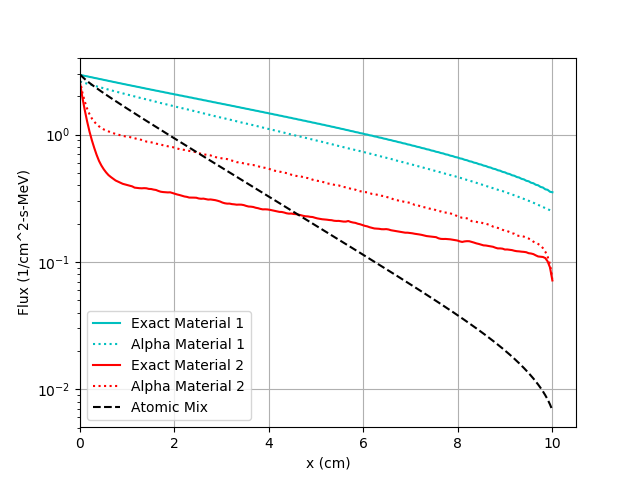 Flux (1/cm^2-s-MeV)
10^0
10^-1
10^-2
Exact Material 1
Alpha Material 1
Exact Material 2
Alpha Material 2
Atomic Mix
0 2 4 6 8 10
x (cm)